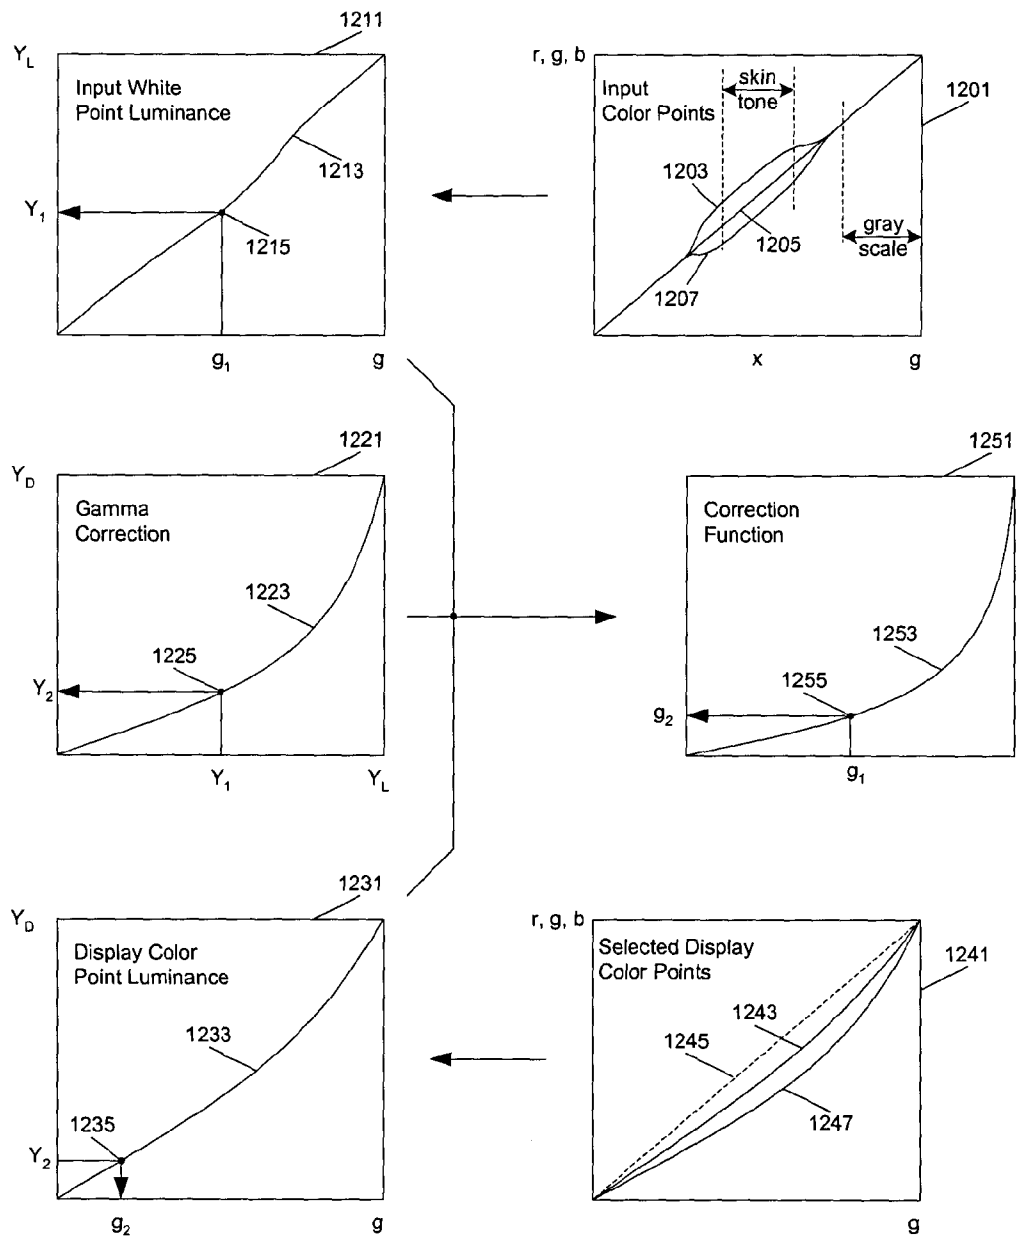 1211
Y_L
Input White
Point Luminance
1213
Y_1
1215
g_1
g
r, g, b
Input
Color Points
skin
tone
1201
1203
1205
1207
gray
scale
x
g
1221
Y_D
Gamma
Correction
1223
1225
Y_2
Y_1
Y_L
1251
Correction
Function
1253
1255
g_2
g_1
1231
Y_D
Display Color
Point Luminance
1233
1235
Y_2
g_2
g
r, g, b
Selected Display
Color Points
1241
1243
1245
1247
g